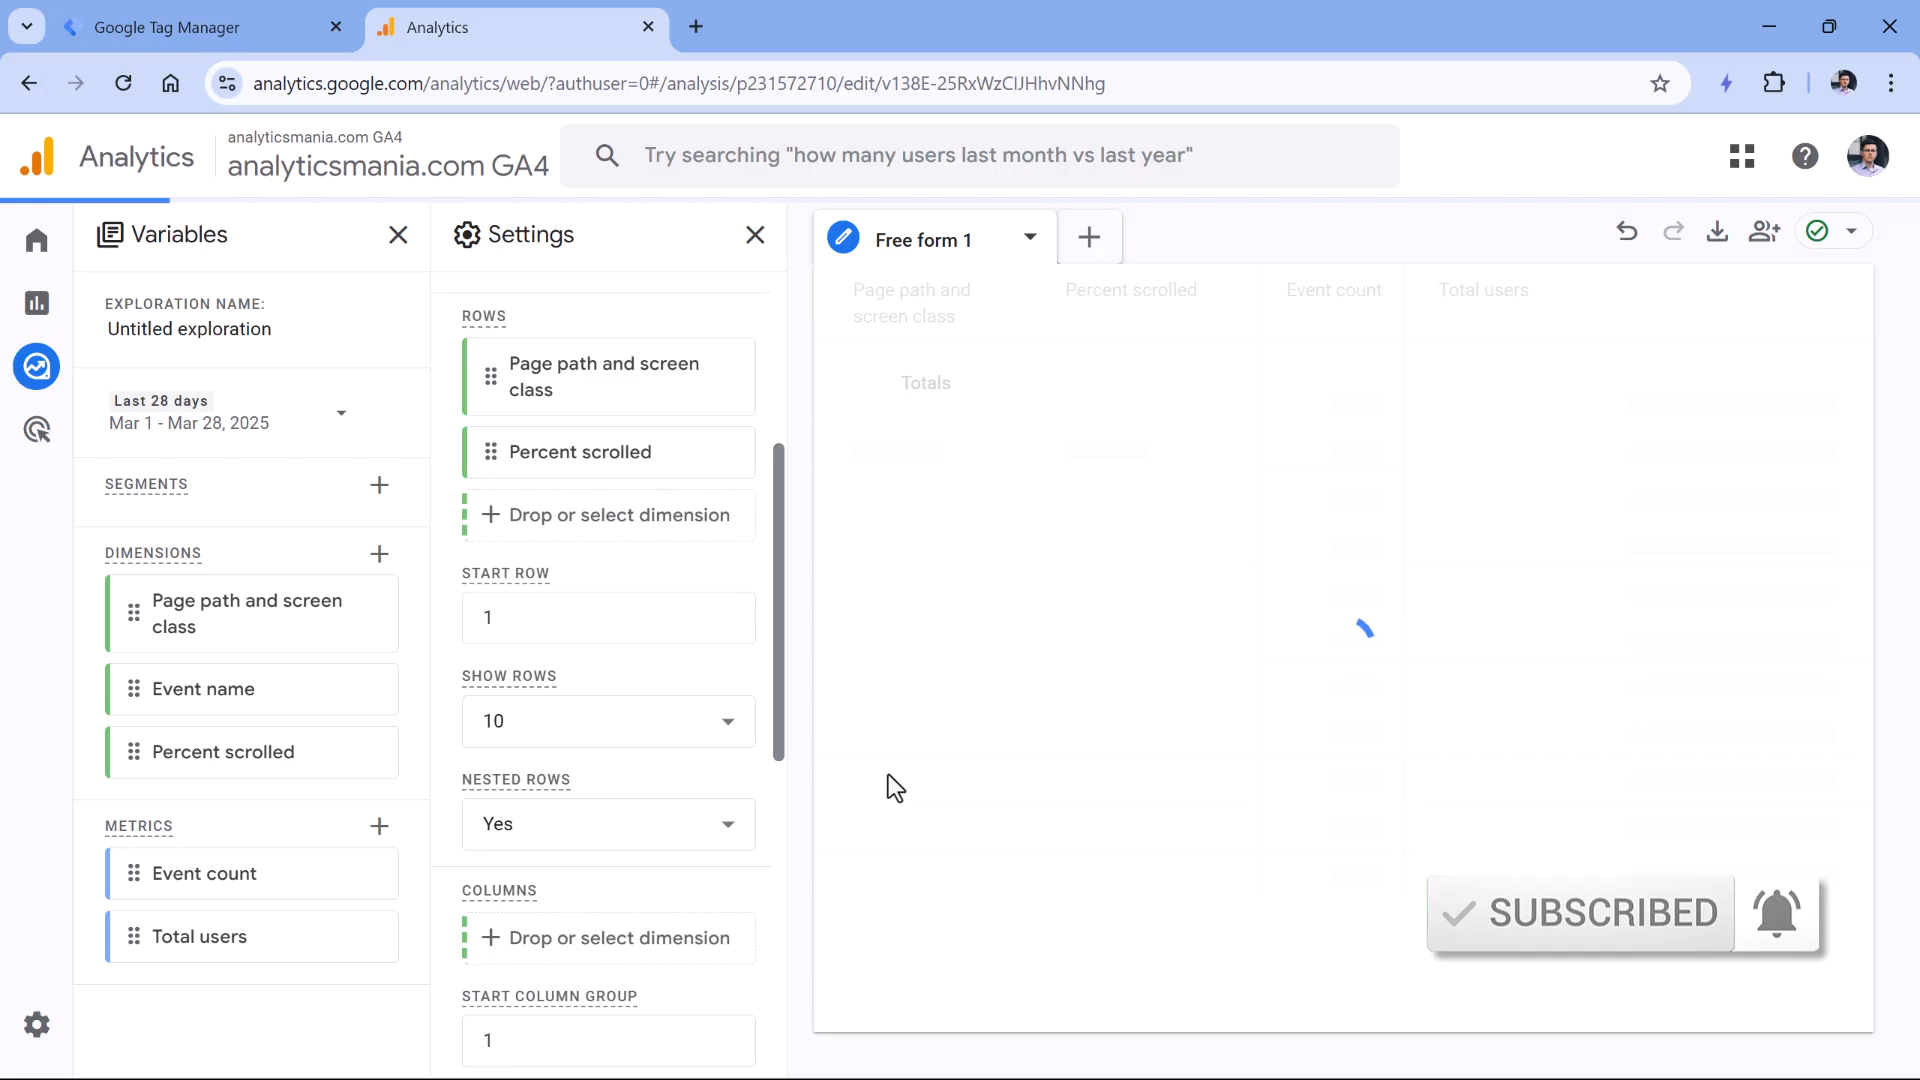 Google Tag Manager
Analytics
analytics.google.com/analytics/web/?authuser=0#/analysis/p231572710/edit/v138E-25RxWzCIJHhvNNhg
Analytics
analyticsmania.com GA4
analyticsmania.com GA4
Try searching "how many users last month vs last year"
Variables
EXPLORATION NAME:
Untitled exploration
Last 28 days
Mar 1 - Mar 28, 2025
SEGMENTS
DIMENSIONS
Page path and screen
class
Event name
Percent scrolled
METRICS
Event count
Total users
Settings
ROWS
Page path and screen
class
Percent scrolled
Drop or select dimension
START ROW
1
SHOW ROWS
10
NESTED ROWS
Yes
COLUMNS
Drop or select dimension
START COLUMN GROUP
1
Free form 1
Page path and
screen class
Percent scrolled
Event count
Total users
Totals
SUBSCRIBED